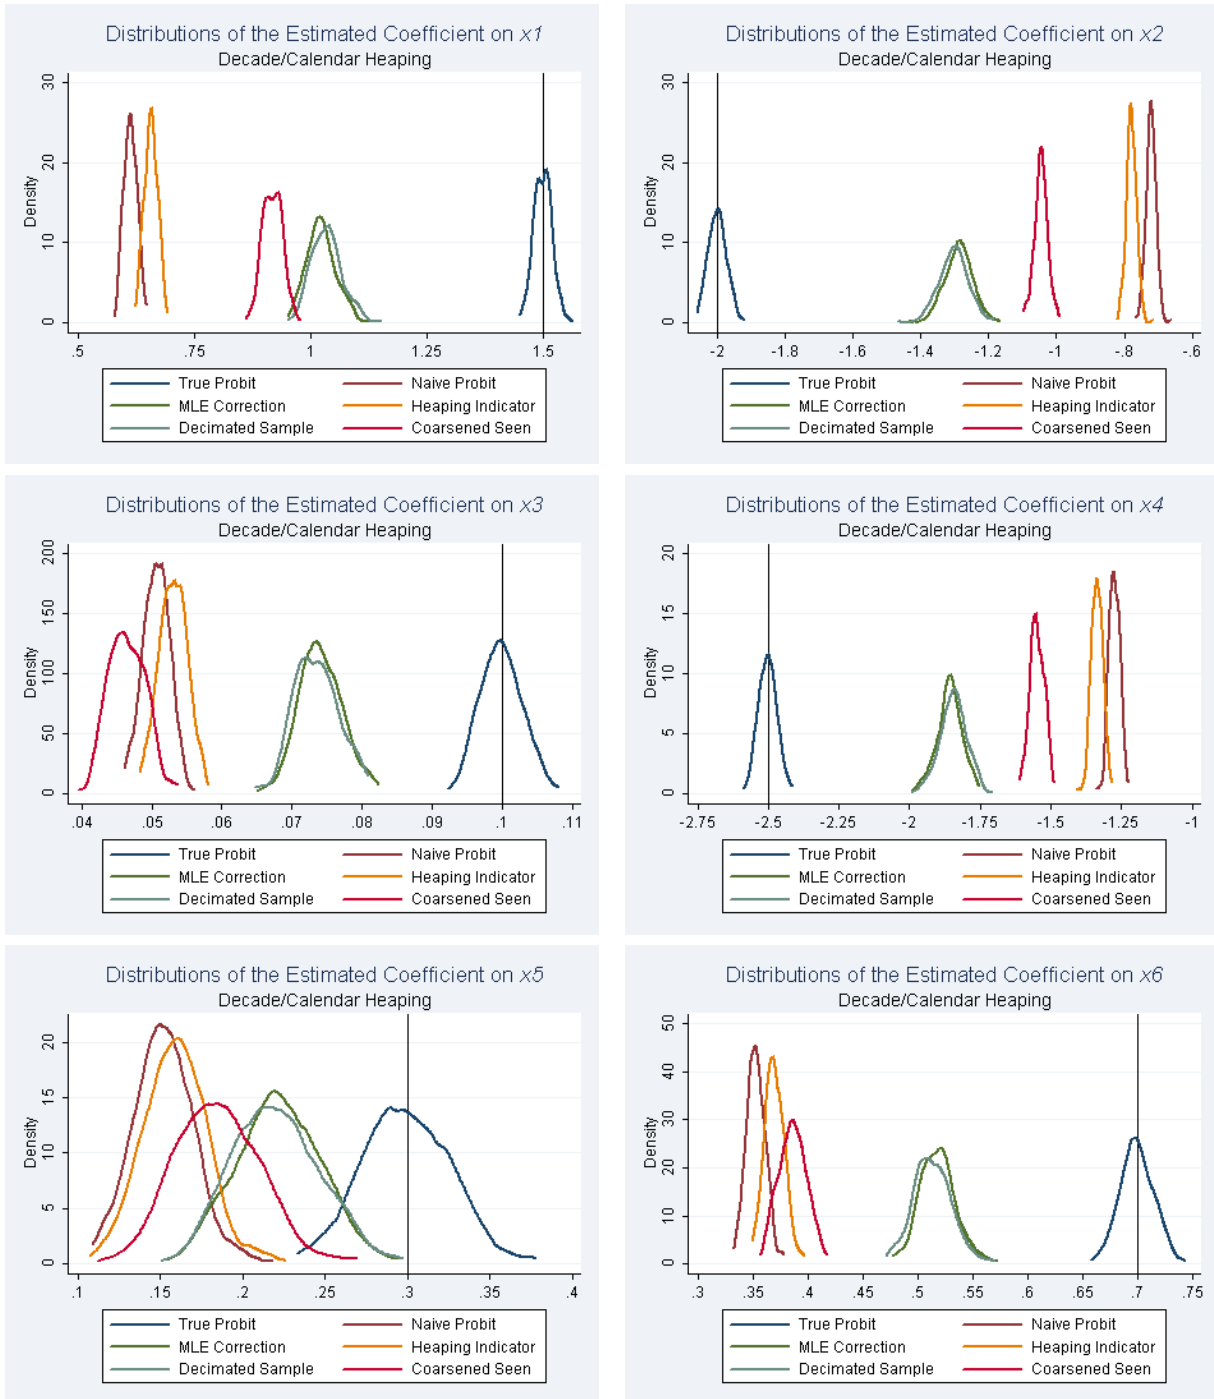 Distributions of the Estimated Coefficient on x1
Decade/Calendar Heaping
Density
30
20
10
0
.5 .75 1 1.25 1.5
True Probit Naive Probit
MLE Correction Heaping Indicator
Decimated Sample Coarsened Seen
Distributions of the Estimated Coefficient on x2
Decade/Calendar Heaping
Density
30
20
10
0
-2 -1.8 -1.6 -1.4 -1.2 -1 -.8 -.6
True Probit Naive Probit
MLE Correction Heaping Indicator
Decimated Sample Coarsened Seen
Distributions of the Estimated Coefficient on x3
Decade/Calendar Heaping
Density
200
150
100
50
0
.04 .05 .06 .07 .08 .09 .1 .11
True Probit Naive Probit
MLE Correction Heaping Indicator
Decimated Sample Coarsened Seen
Distributions of the Estimated Coefficient on x4
Decade/Calendar Heaping
Density
20
15
10
5
0
-2.75 -2.5 -2.25 -2 -1.75 -1.5 -1.25 -1
True Probit Naive Probit
MLE Correction Heaping Indicator
Decimated Sample Coarsened Seen
Distributions of the Estimated Coefficient on x5
Decade/Calendar Heaping
Density
20
15
10
5
0
.1 .15 .2 .25 .3 .35 .4
True Probit Naive Probit
MLE Correction Heaping Indicator
Decimated Sample Coarsened Seen
Distributions of the Estimated Coefficient on x6
Decade/Calendar Heaping
Density
50
40
30
20
10
0
.3 .35 .4 .45 .5 .55 .6 .65 .7 .75
True Probit Naive Probit
MLE Correction Heaping Indicator
Decimated Sample Coarsened Seen